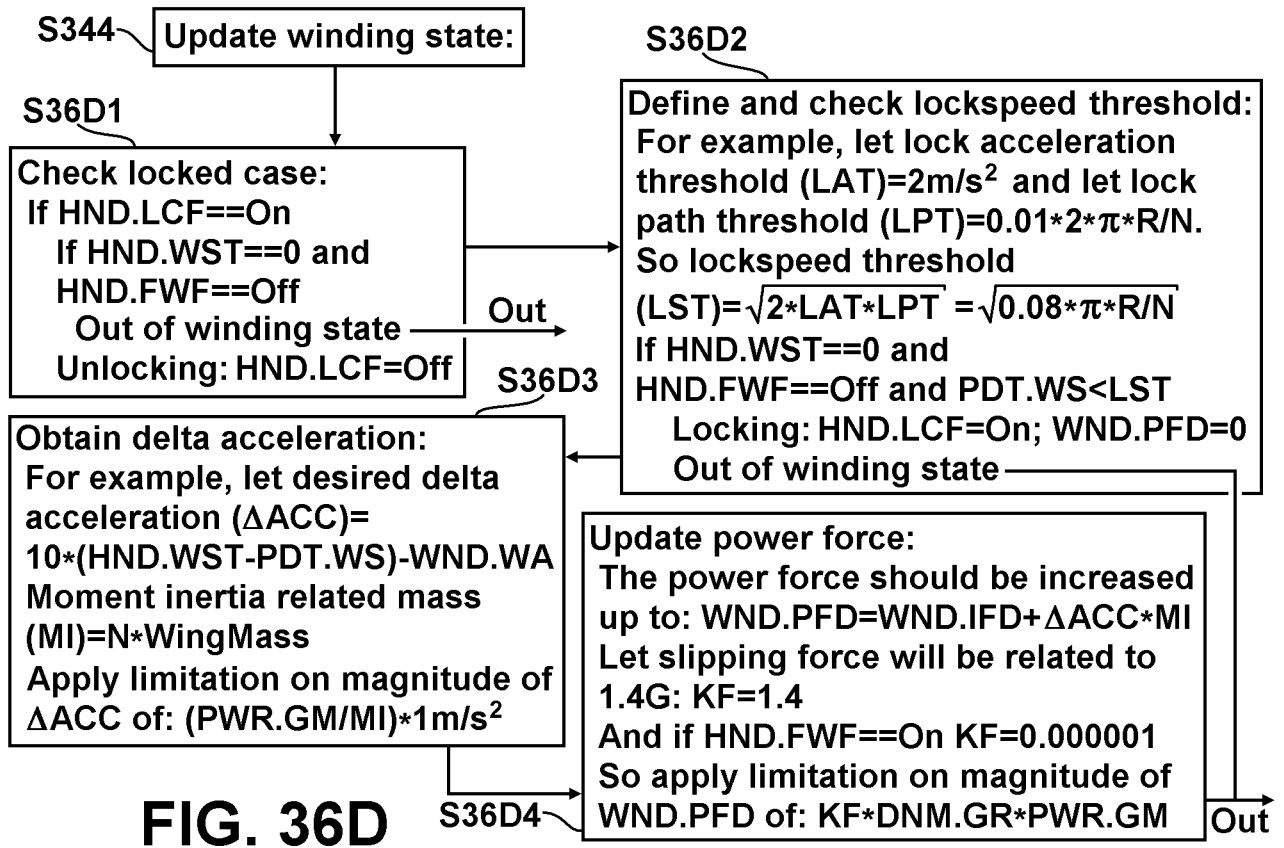 S344
Update winding state:
S36D1
Check locked case:
If HND.LCF==On
If HND.WST==0 and
HND.FWF==Off
Out of winding state
Out
Unlocking: HND.LCF=Off
S36D2
Define and check lockspeed threshold:
For example, let lock acceleration
threshold (LAT)=2m/s²  and let lock
path threshold (LPT)=0.01*2*π*R/N.
So lockspeed threshold
(LST)=√2*LAT*LPT =√0.08*π*R/N
If HND.WST==0 and
HND.FWF==Off and PDT.WS<LST
Locking: HND.LCF=On; WND.PFD=0
Out of winding state
S36D3
Obtain delta acceleration:
For example, let desired delta
acceleration (ΔACC)=
10*(HND.WST-PDT.WS)-WND.WA
Moment inertia related mass
(MI)=N*WingMass
Apply limitation on magnitude of
ΔACC of: (PWR.GM/MI)*1m/s²
S36D4
Update power force:
The power force should be increased
up to: WND.PFD=WND.IFD+ΔACC*MI
Let slipping force will be related to
1.4G: KF=1.4
And if HND.FWF==On KF=0.000001
So apply limitation on magnitude of
WND.PFD of: KF*DNM.GR*PWR.GM
Out
FIG. 36D